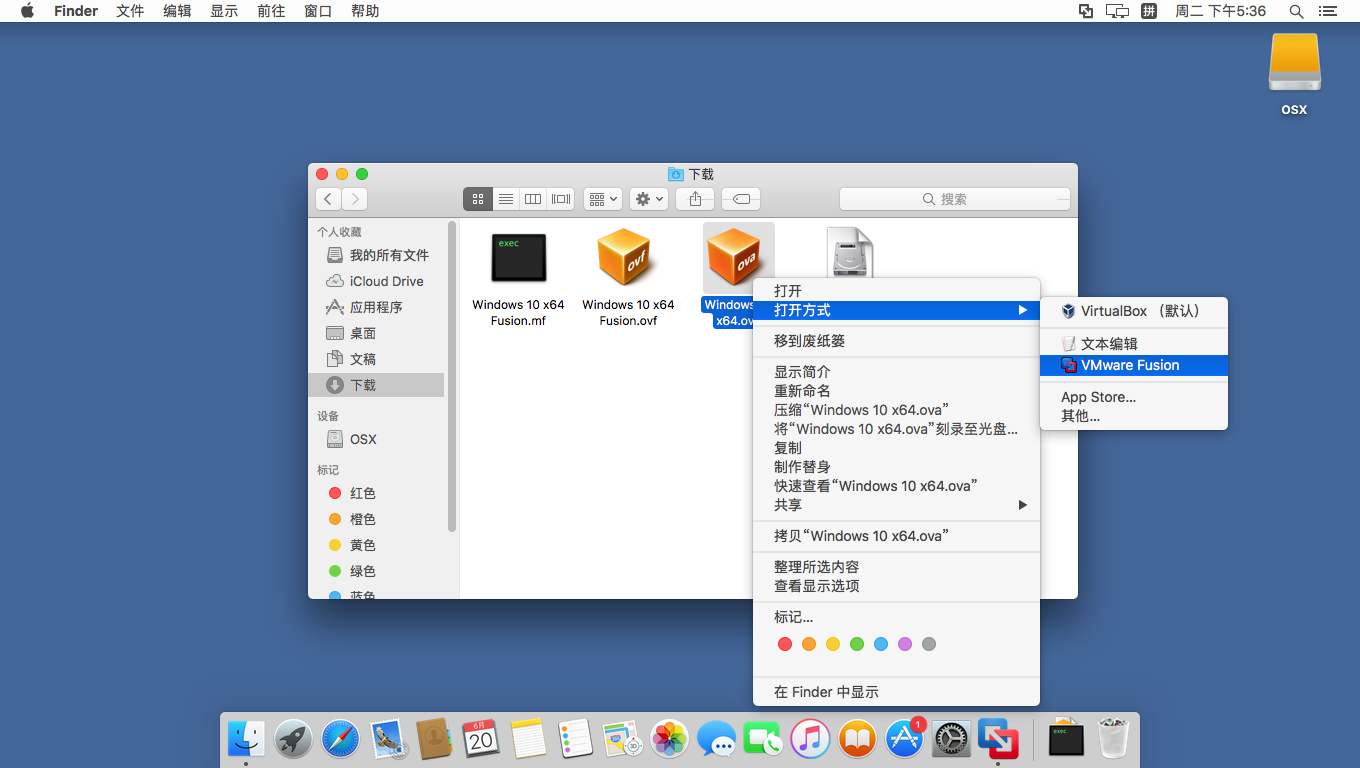 Finder 文件 编辑 显示 前往 窗口 帮助 拼 周二 下午5:36
OSX
下载
搜索
个人收藏
我的所有文件
iCloud Drive
应用程序
桌面
文稿
下载
设备
OSX
标记
红色
橙色
黄色
绿色
蓝色
exec
Windows 10 x64
Fusion.mf
ovf
Windows 10 x64
Fusion.ovf
ova
Windows
x64.ov
打开
打开方式
移到废纸篓
显示简介
重新命名
压缩“Windows 10 x64.ova”
将“Windows 10 x64.ova”刻录至光盘...
复制
制作替身
快速查看“Windows 10 x64.ova”
共享
拷贝“Windows 10 x64.ova”
整理所选内容
查看显示选项
标记...
在 Finder 中显示
VirtualBox （默认）
文本编辑
VMware Fusion
App Store...
其他...
6月
20
3D
1
exec